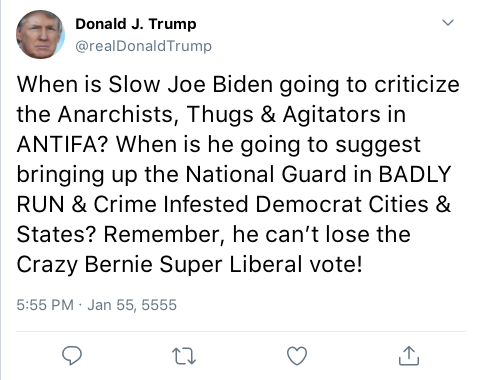 Donald J. Trump
@realDonaldTrump
When is Slow Joe Biden going to criticize
the Anarchists, Thugs & Agitators in
ANTIFA? When is he going to suggest
bringing up the National Guard in BADLY
RUN & Crime Infested Democrat Cities &
States? Remember, he can’t lose the
Crazy Bernie Super Liberal vote!
5:55 PM · Jan 55, 5555